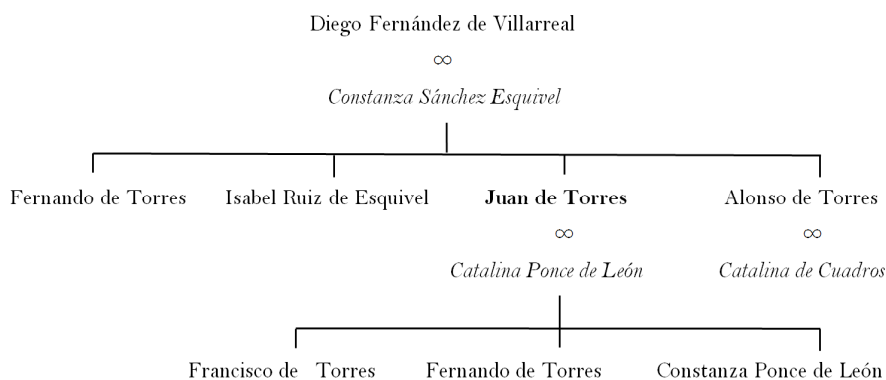 Diego Fernández de Villarreal
∞
Constanza Sánchez Esquivel
Fernando de Torres Isabel Ruiz de Esquivel Juan de Torres Alonso de Torres
∞ ∞
Catalina Ponce de León Catalina de Cuadros
Francisco de Torres Fernando de Torres Constanza Ponce de León